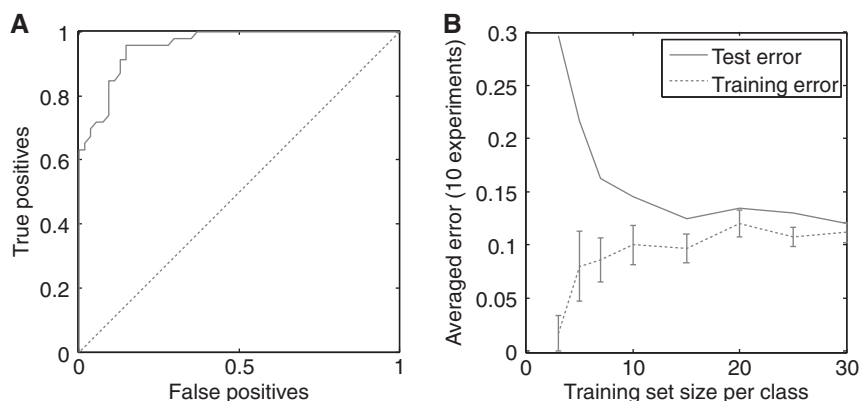 A
1
0.8
0.6
0.4
0.2
0
0
0.5
1
True positives
False positives
B
0.3
0.25
0.2
0.15
0.1
0.05
0
0
10
20
30
Averaged error (10 experiments)
Training set size per class
Test error
Training error